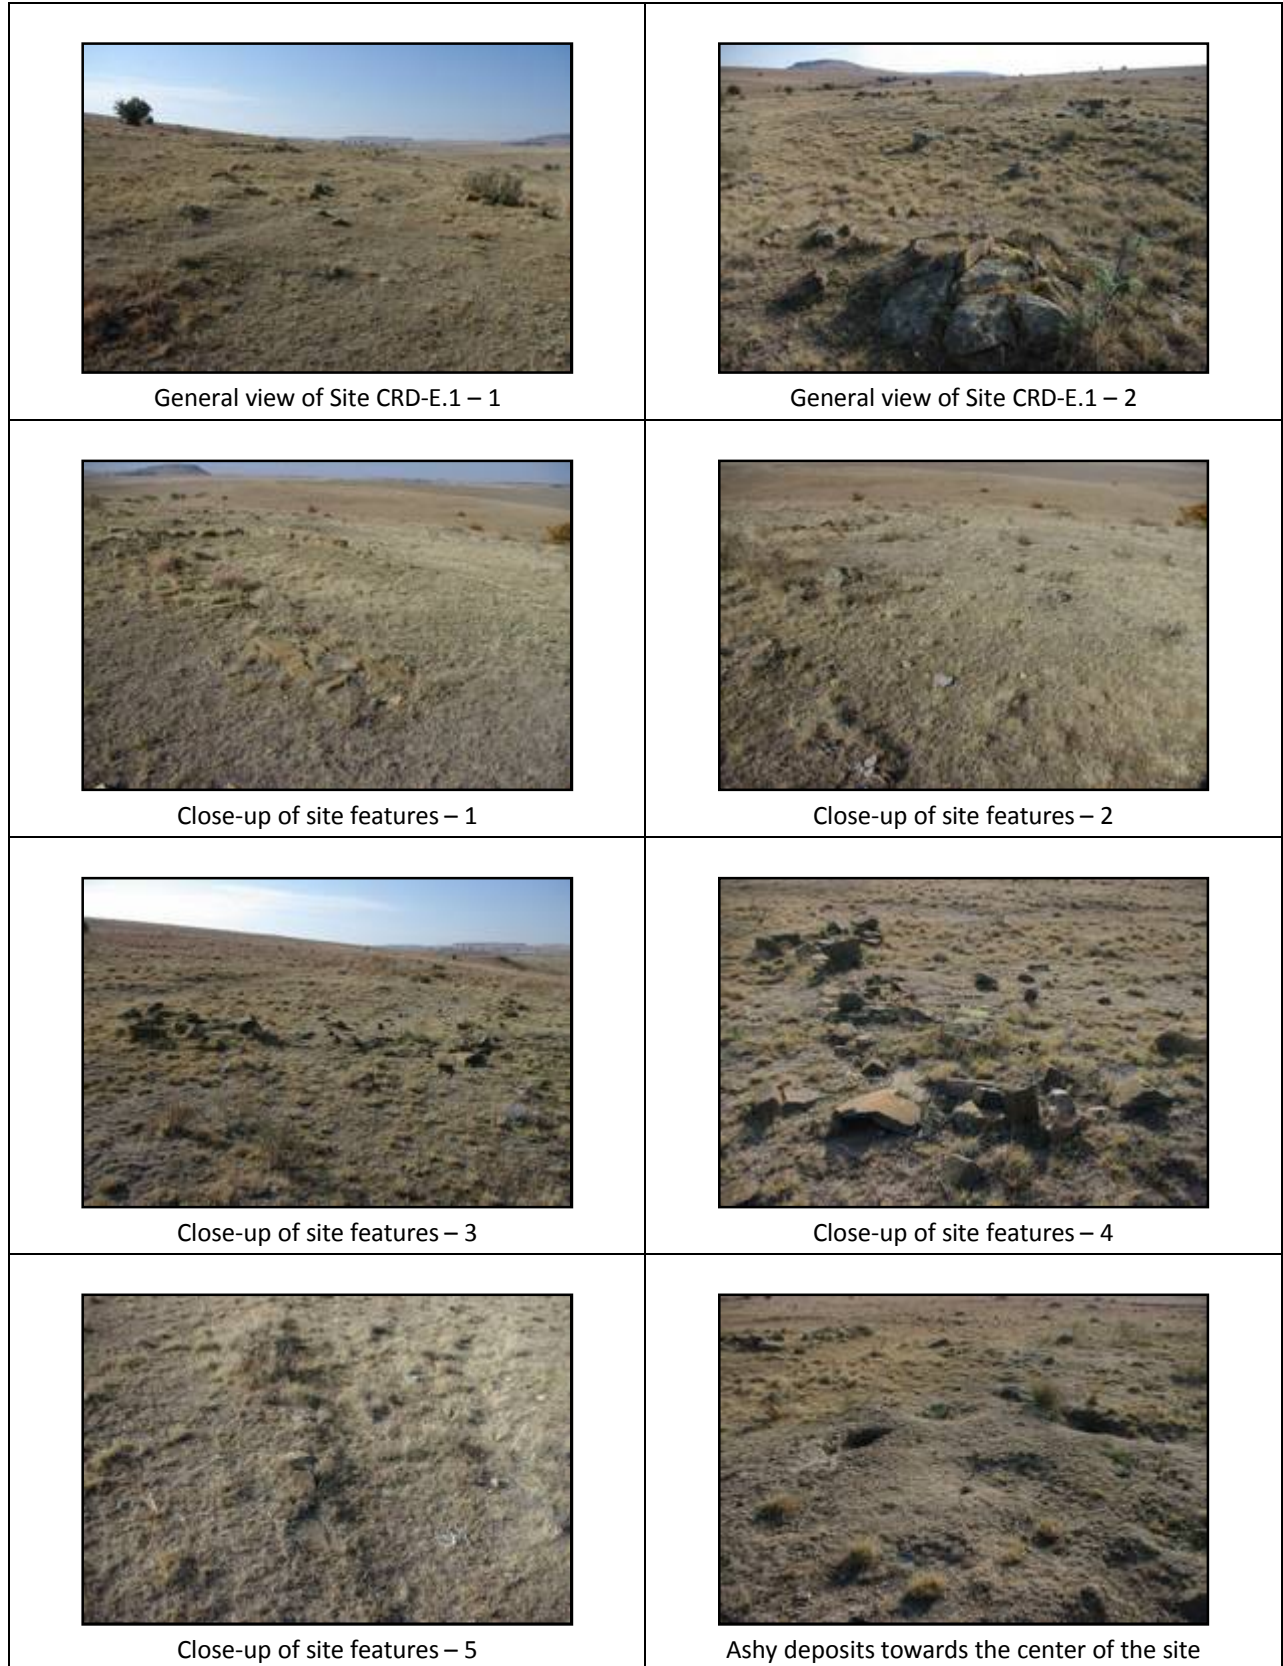 General view of Site CRD-E.1 – 1
General view of Site CRD-E.1 – 2
Close-up of site features – 1
Close-up of site features – 2
Close-up of site features – 3
Close-up of site features – 4
Close-up of site features – 5
Ashy deposits towards the center of the site